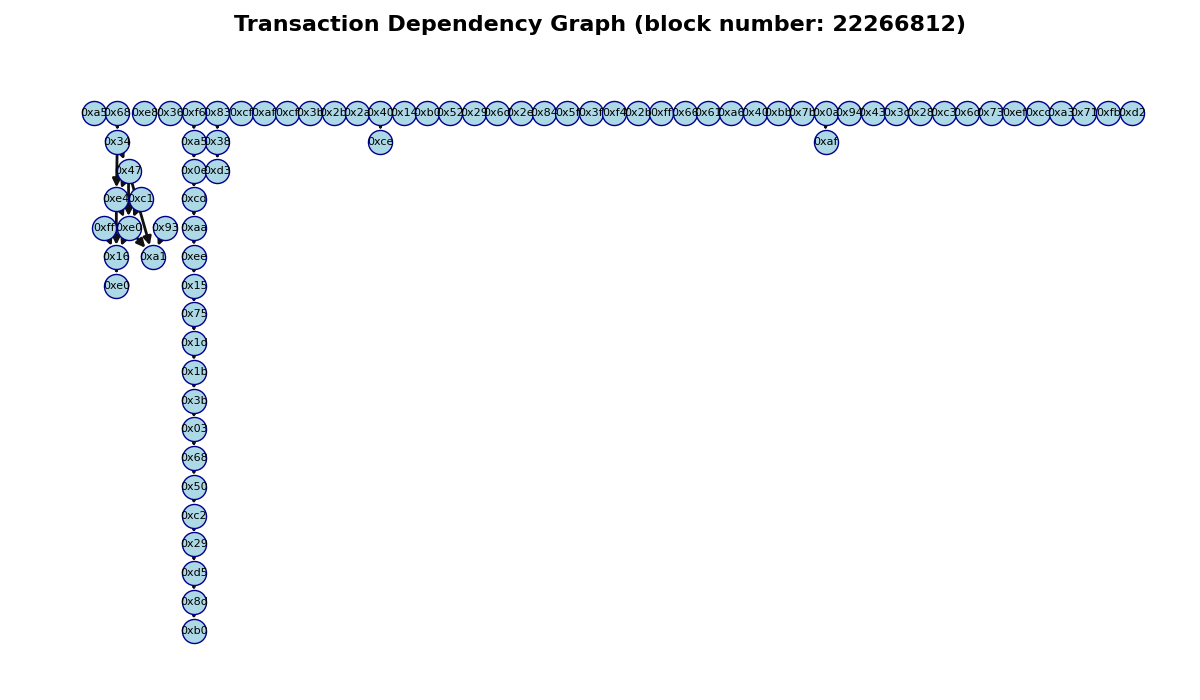 Transaction Dependency Graph (block number: 22266812)
0xa5 0x68 0xe8 0x36 0xf6 0x83 0xcf 0xaf 0xcf 0x3b 0x2b 0x2a 0x40 0x14 0xb0 0x52 0x29 0x6d 0x2e 0x84 0x5f 0x3f 0xf4 0x2b 0xff 0x66 0x61 0xa6 0x40 0xbb 0x7b 0x0a 0x94 0x43 0x3c 0x28 0xc3 0x6d 0x73 0xef 0xcc 0xa3 0x71 0xfb 0xd2
0x34 0xa5 0x38 0xce 0xaf
0x47 0x0e 0xd3
0xe4 0xc1 0xcd
0xff 0xe0 0x93 0xaa
0x16 0xa1 0xee
0xe0 0x15
0x75
0x1d
0x1b
0x3b
0x03
0x68
0x50
0xc2
0x29
0xd5
0x8d
0xb0